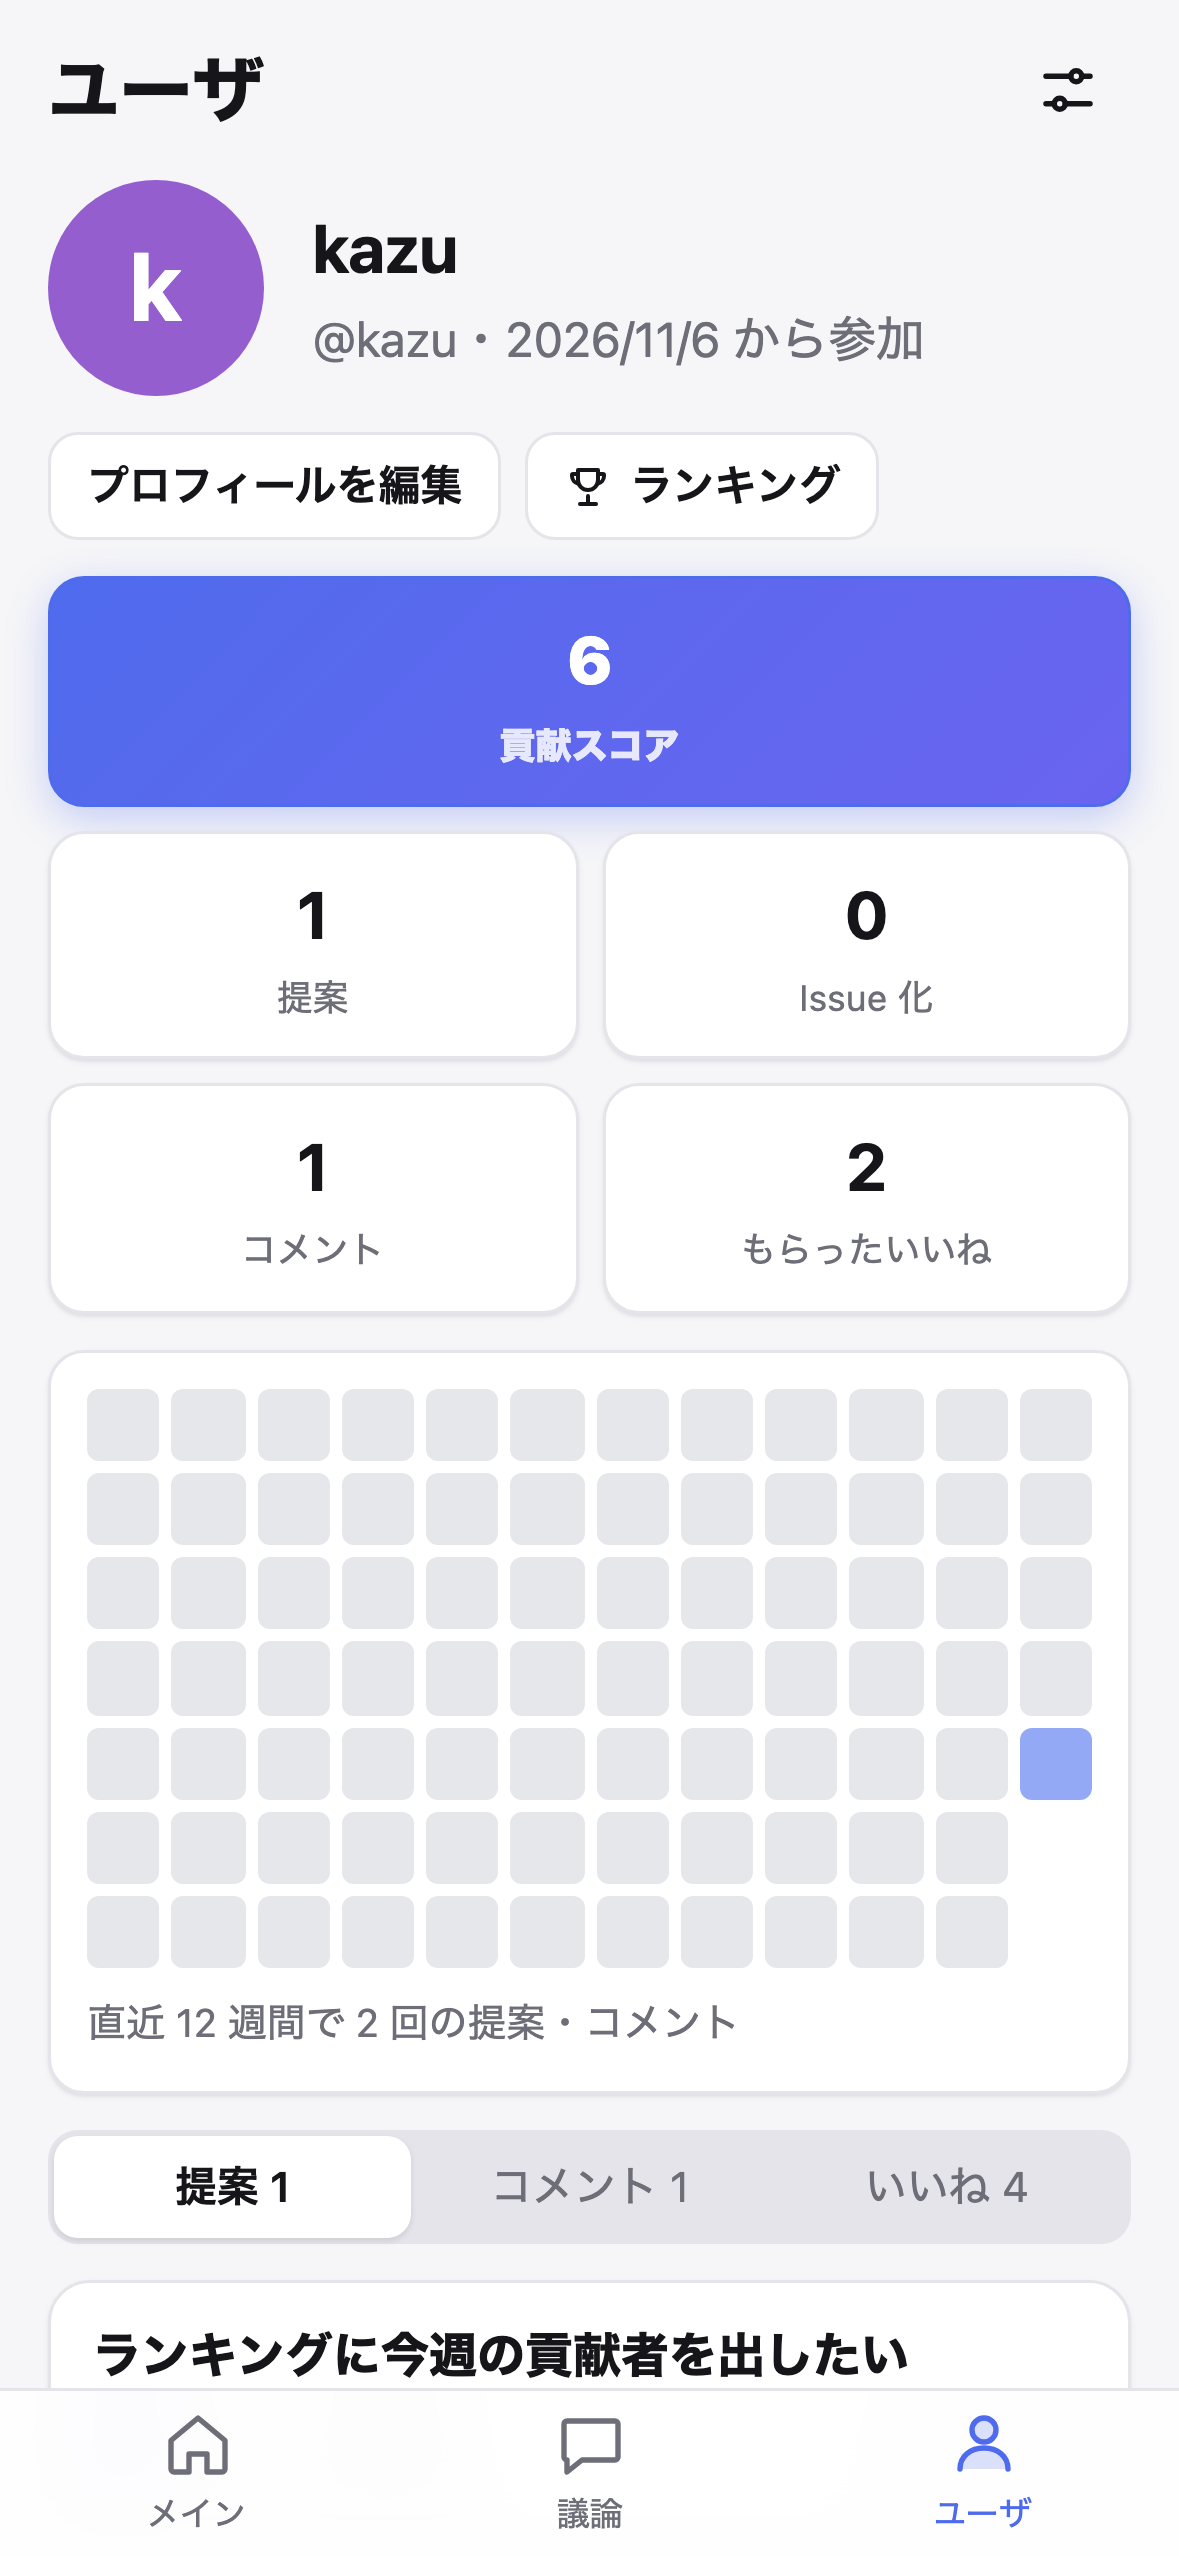 ユーザ
k
kazu
@kazu・2026/11/6 から参加
プロフィールを編集
ランキング
6
貢献スコア
1
提案
0
Issue 化
1
コメント
2
もらったいいね
直近 12 週間で 2 回の提案・コメント
提案 1
コメント 1
いいね 4
ランキングに今週の貢献者を出したい
メイン
議論
ユーザ